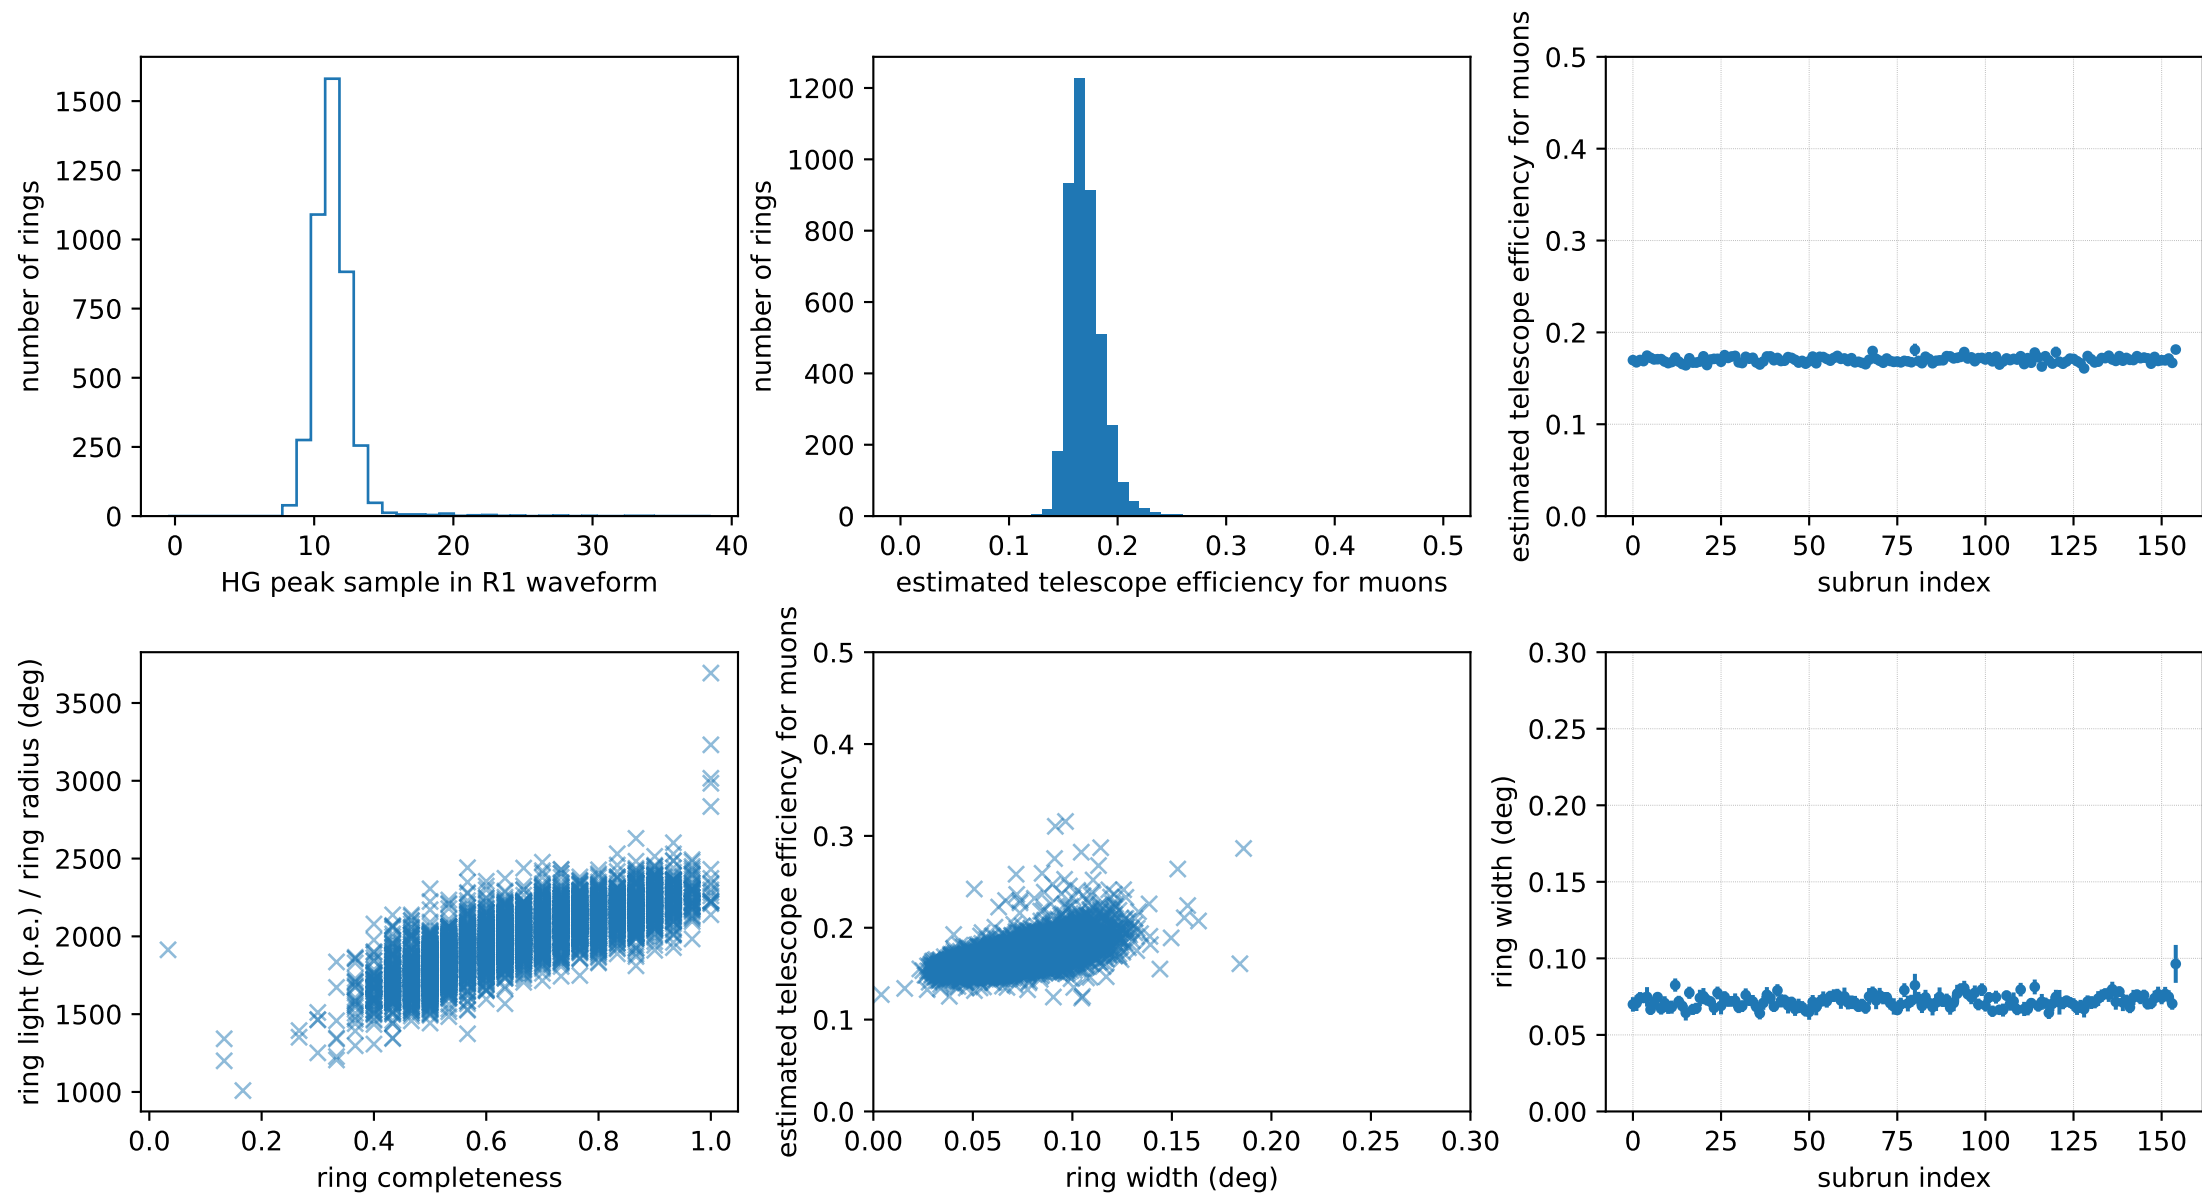 number of rings
1500
1250
1000
750
500
250
0
0 10 20 30 40
HG peak sample in R1 waveform
number of rings
1200
1000
800
600
400
200
0
0.0 0.1 0.2 0.3 0.4 0.5
estimated telescope efficiency for muons
estimated telescope efficiency for muons
0.5
0.4
0.3
0.2
0.1
0.0
0 25 50 75 100 125 150
subrun index
ring light (p.e.) / ring radius (deg)
3500
3000
2500
2000
1500
1000
0.0 0.2 0.4 0.6 0.8 1.0
ring completeness
estimated telescope efficiency for muons
0.5
0.4
0.3
0.2
0.1
0.0
0.00 0.05 0.10 0.15 0.20 0.25 0.30
ring width (deg)
ring width (deg)
0.30
0.25
0.20
0.15
0.10
0.05
0.00
0 25 50 75 100 125 150
subrun index